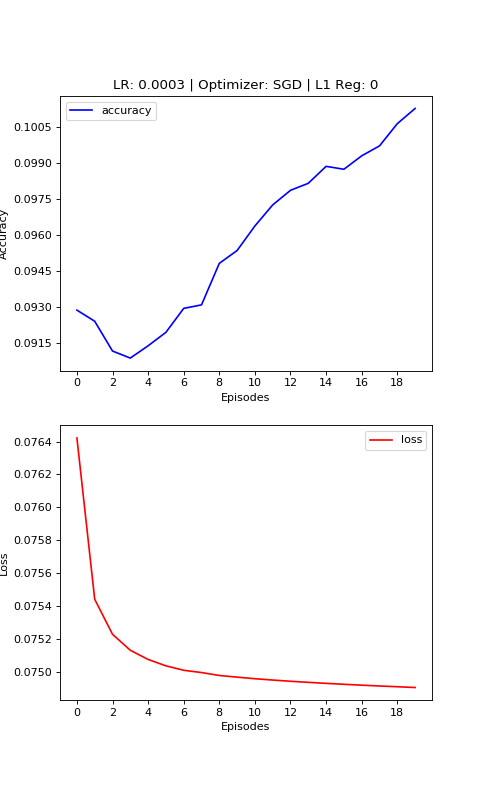 LR: 0.0003 | Optimizer: SGD | L1 Reg: 0
accuracy
0.1005
0.0990
0.0975
0.0960
0.0945
0.0930
0.0915
Accuracy
0 2 4 6 8 10 12 14 16 18
Episodes
loss
0.0764
0.0762
0.0760
0.0758
0.0756
0.0754
0.0752
0.0750
Loss
0 2 4 6 8 10 12 14 16 18
Episodes